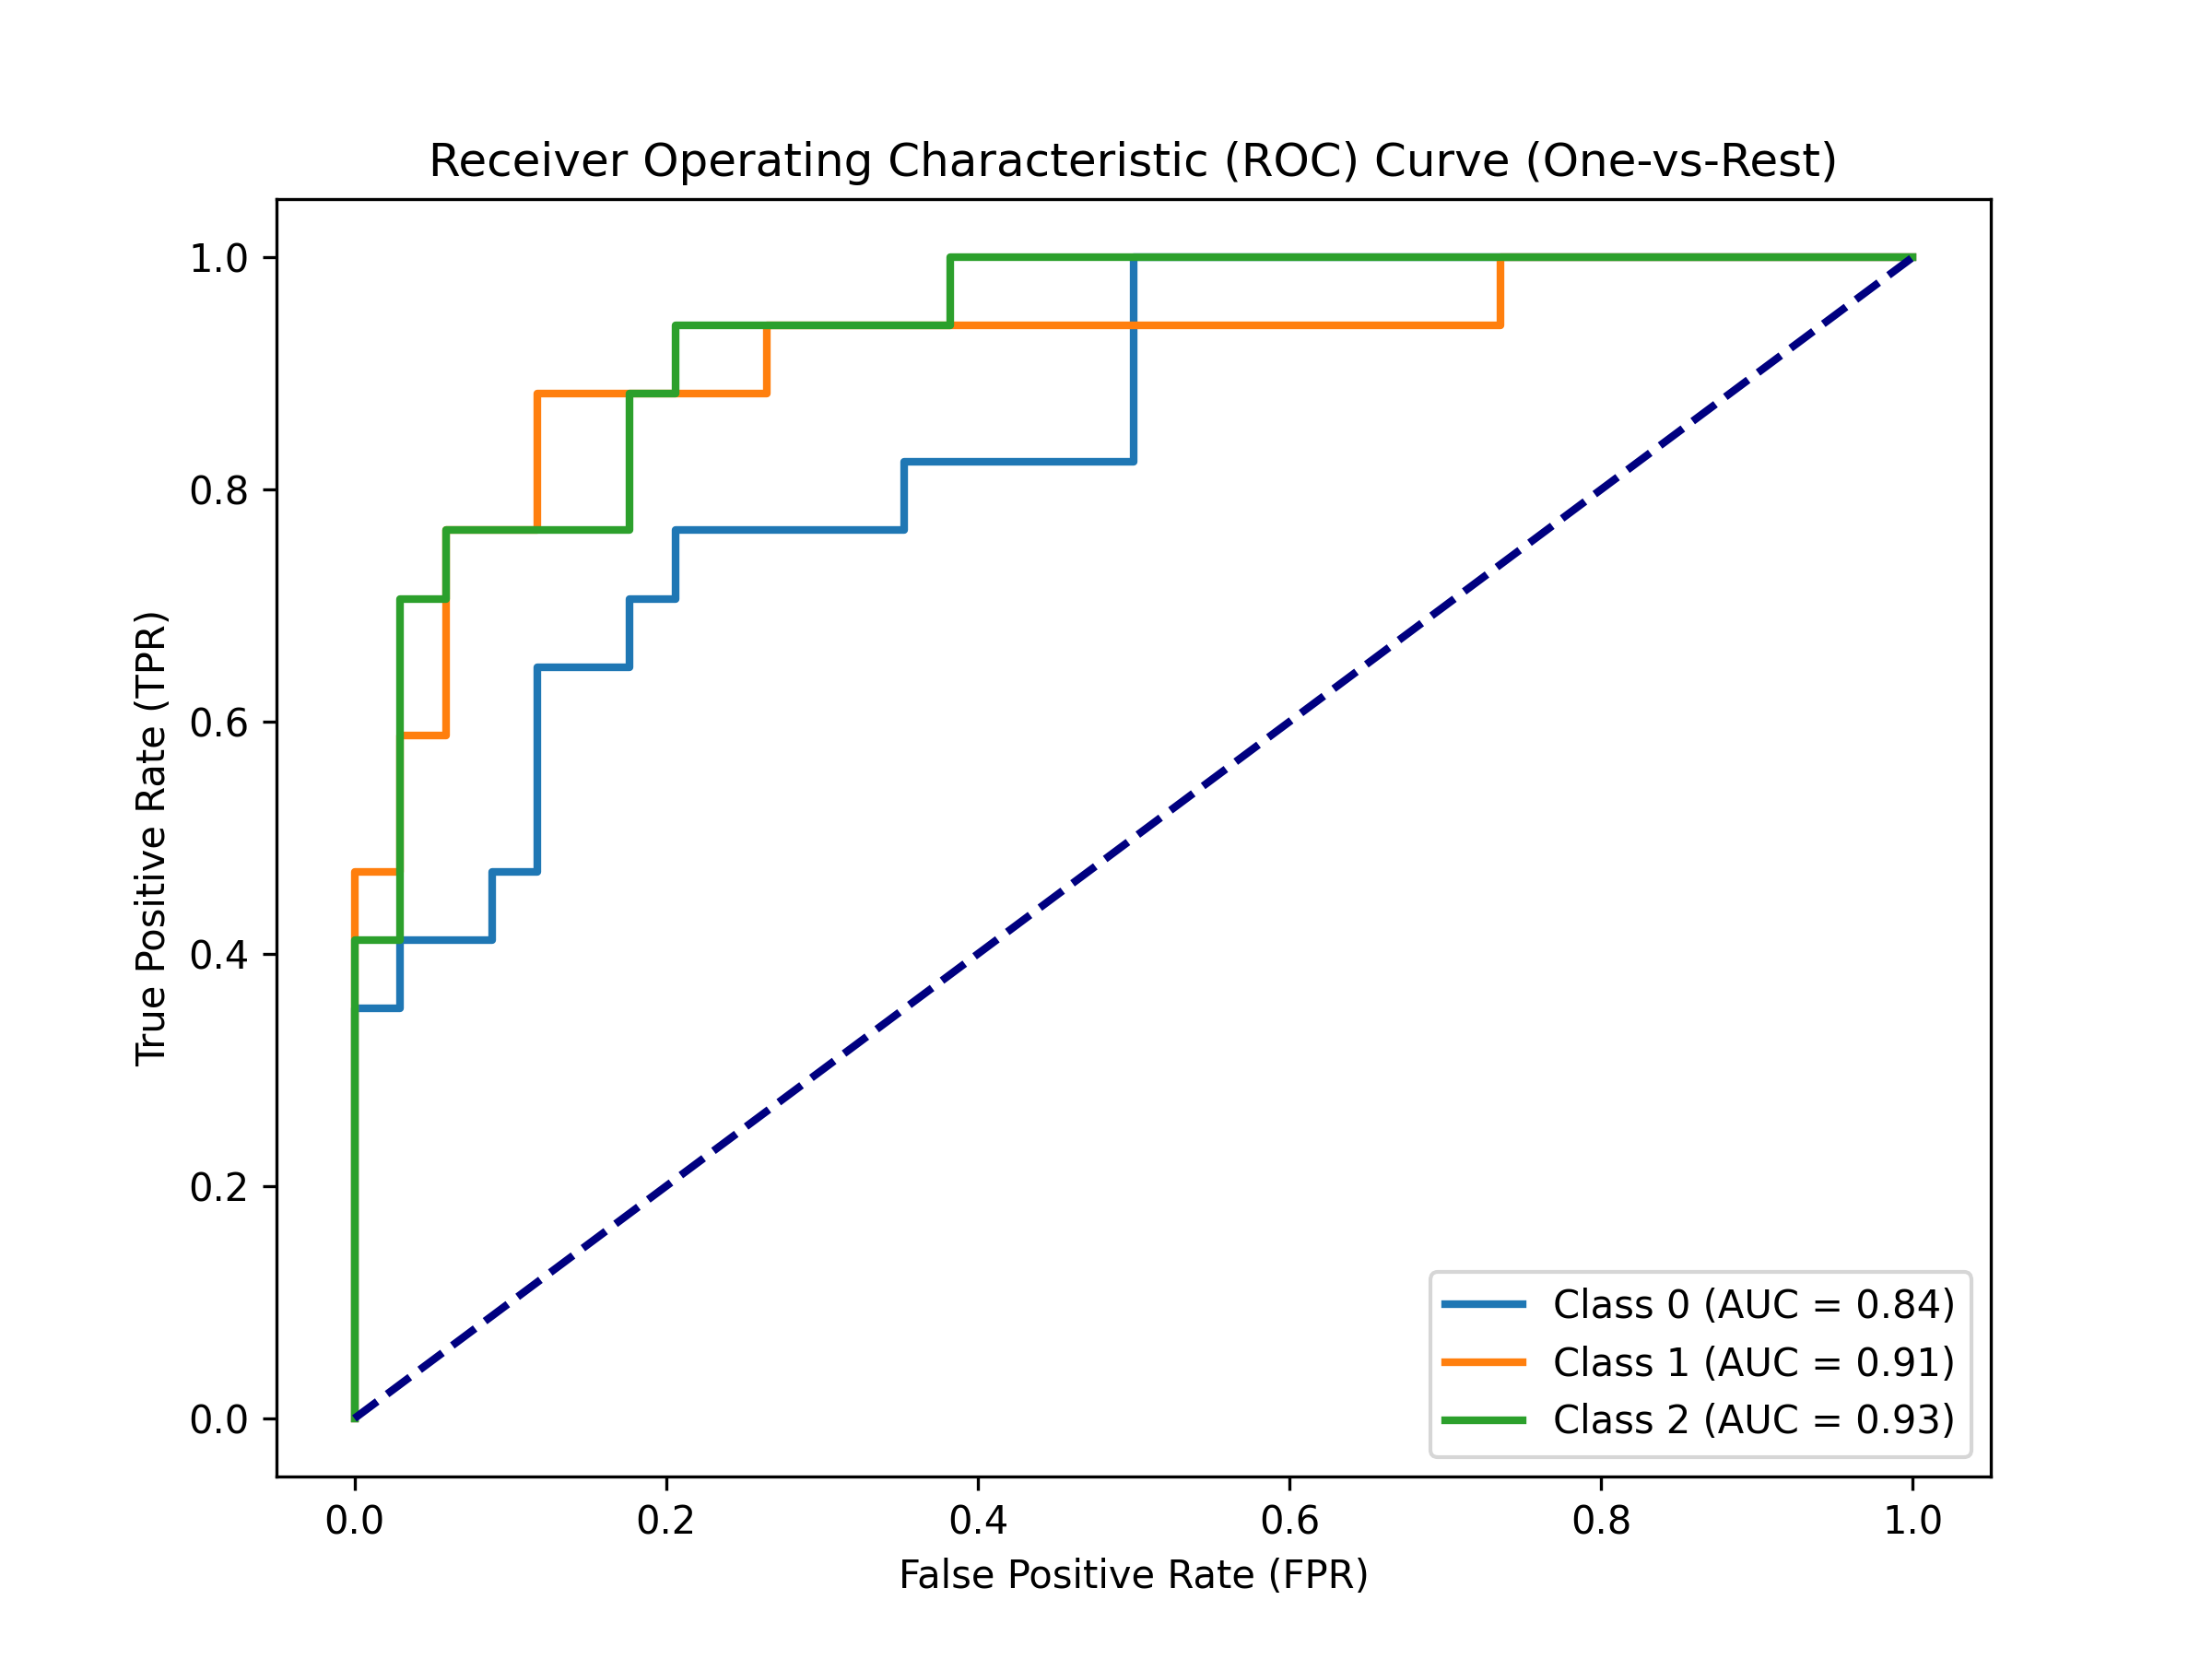 Receiver Operating Characteristic (ROC) Curve (One-vs-Rest)
True Positive Rate (TPR)
1.0
0.8
0.6
0.4
0.2
0.0
Class 0 (AUC = 0.84)
Class 1 (AUC = 0.91)
Class 2 (AUC = 0.93)
0.0 0.2 0.4 0.6 0.8 1.0
False Positive Rate (FPR)